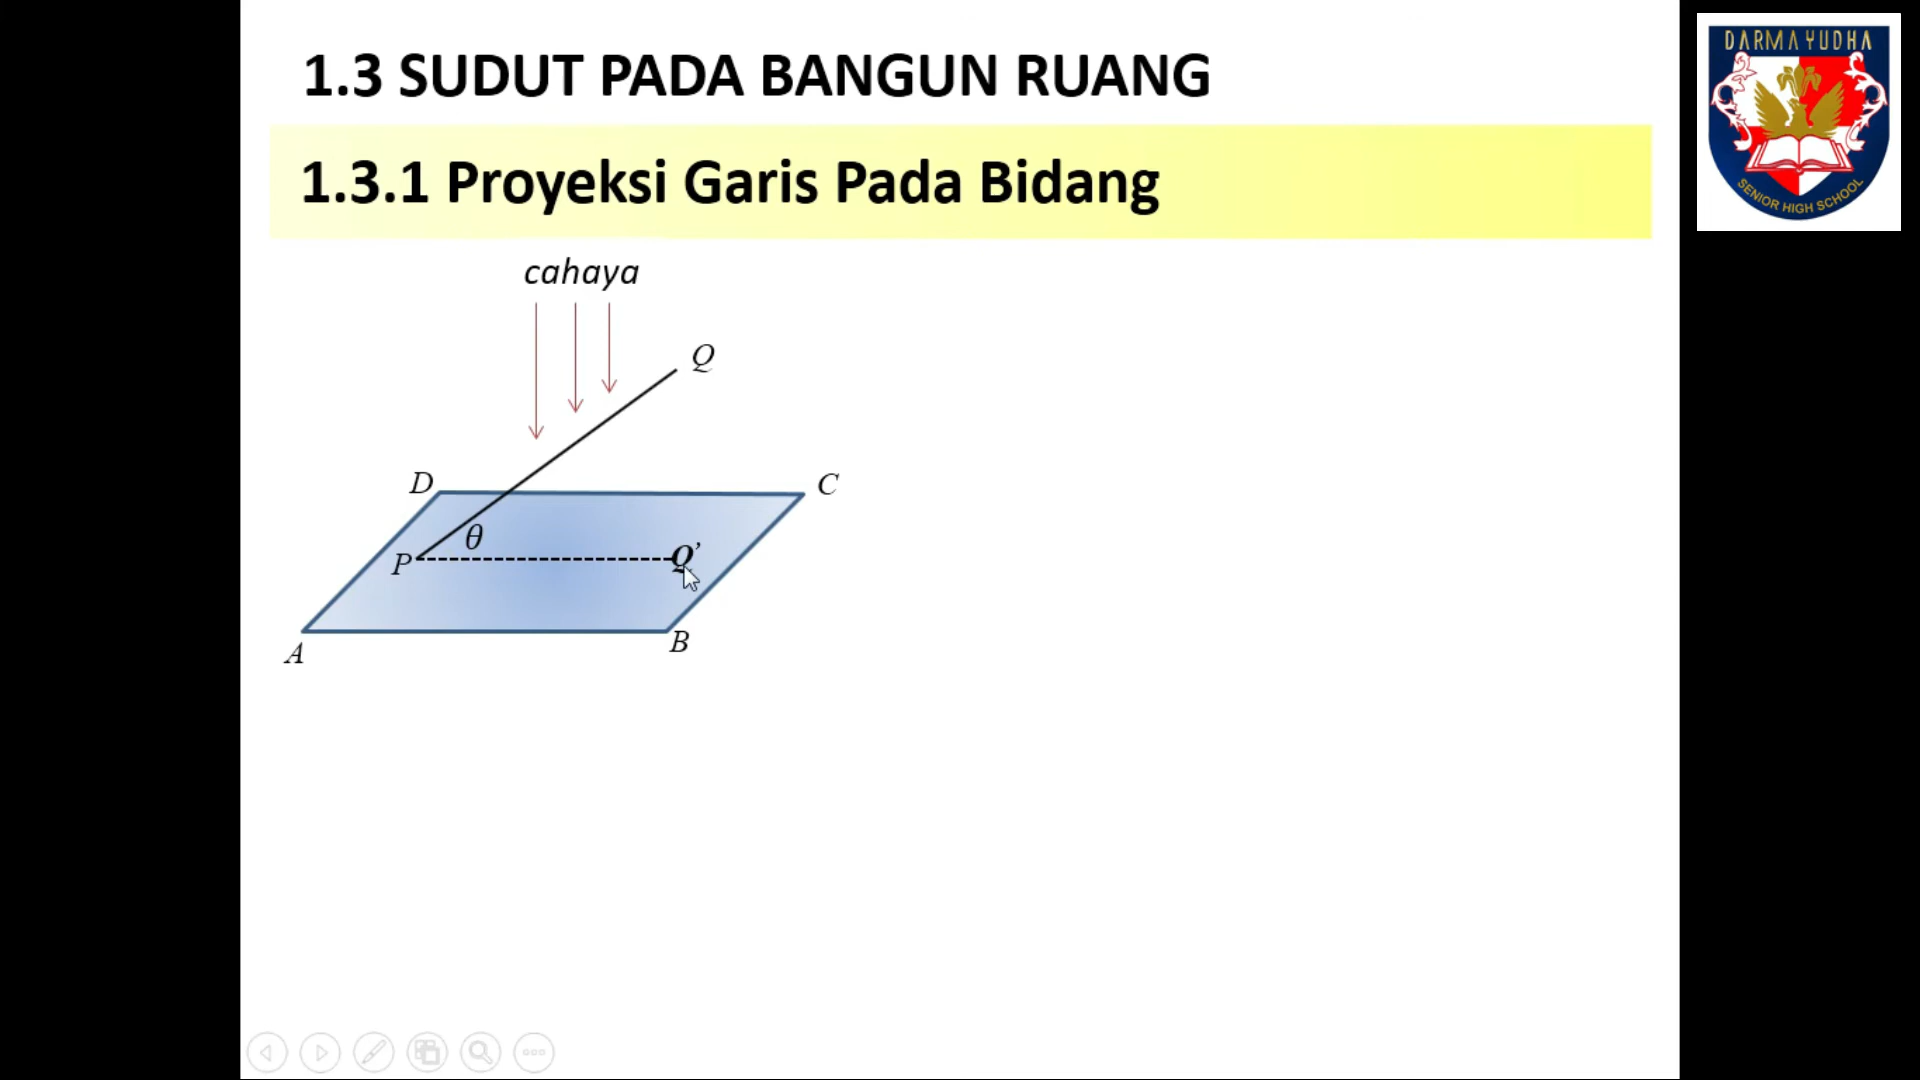 1.3 SUDUT PADA BANGUN RUANG
DARMA YUDHA
SENIOR HIGH SCHOOL
1.3.1 Proyeksi Garis Pada Bidang
cahaya
Q
D
C
θ
P
Q’
A
B